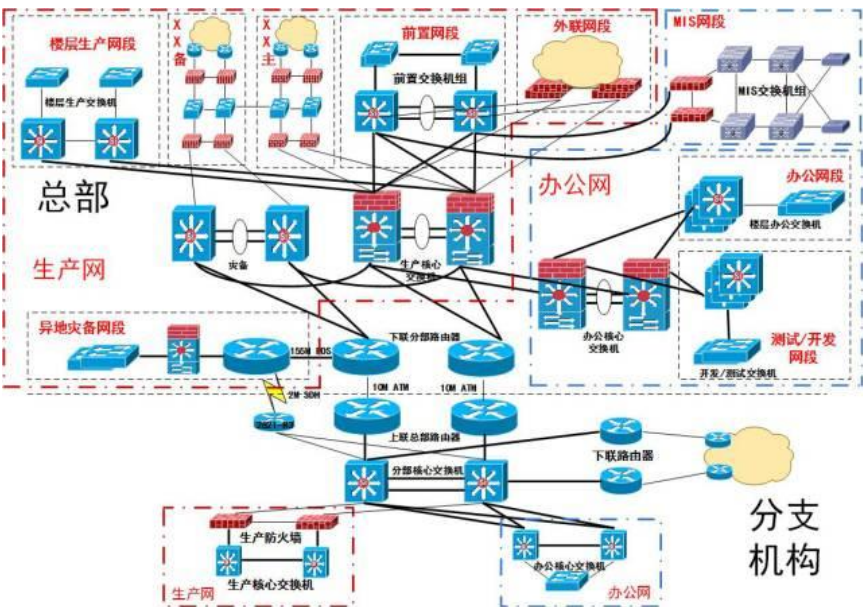 楼层生产网段
楼层生产交换机
X
X
备
X
X
主
前置网段
前置交换机组
外联网段
MIS网段
MIS交换机组
总部
生产网
灾备
生产核心
交换机
办公网
办公网段
楼层办公交换机
办公核心
交换机
测试/开发
网段
开发/测试交换机
异地灾备网段
155M POS
下联分部路由器
10M ATM
10M ATM
2M SDH
上联总部路由器
分部核心交换机
下联路由器
分支
机构
生产防火墙
生产核心交换机
生产网
办公核心交换机
办公网